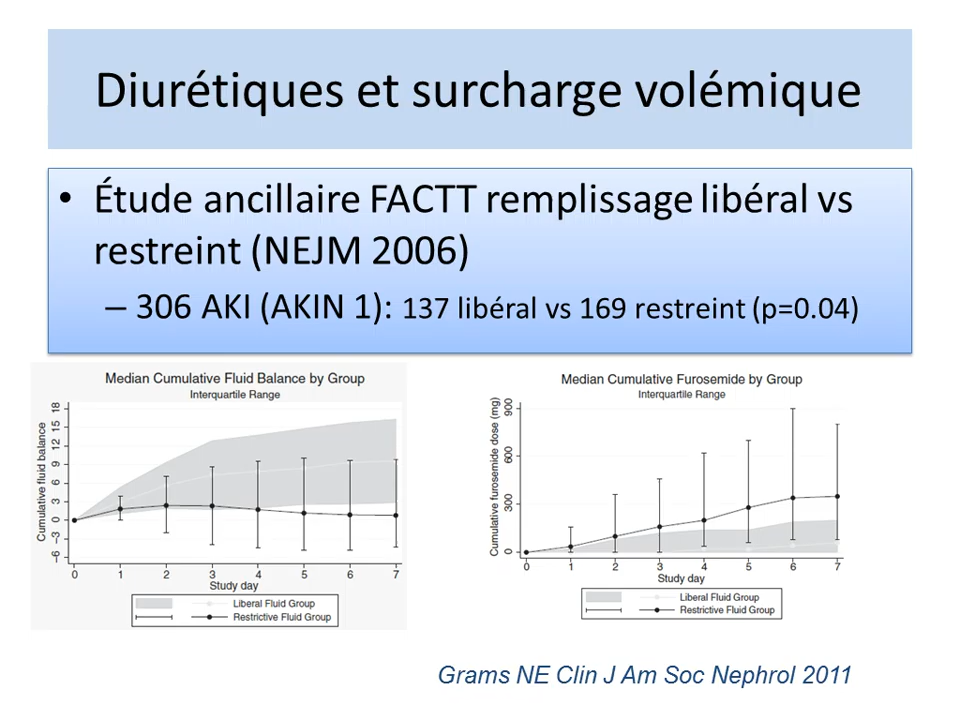 Diurétiques et surcharge volémique
• Étude ancillaire FACTT remplissage libéral vs
restreint (NEJM 2006)
– 306 AKI (AKIN 1): 137 libéral vs 169 restreint (p=0.04)
Median Cumulative Fluid Balance by Group
Interquartile Range
Cumulative fluid balance
18
15
12
9
6
3
0
−3
−6
0 1 2 3 4 5 6 7
Study day
Liberal Fluid Group
Restrictive Fluid Group
Median Cumulative Furosemide by Group
Interquartile Range
Cumulative furosemide dose (mg)
900
600
300
0
0 1 2 3 4 5 6 7
Study day
Liberal Fluid Group
Restrictive Fluid Group
Grams NE Clin J Am Soc Nephrol 2011